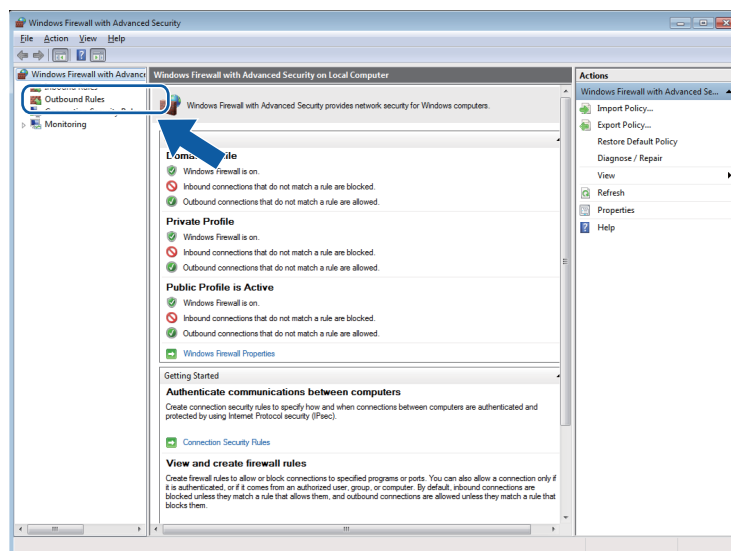 Windows Firewall with Advanced Security
File Action View Help
Windows Firewall with Advanc
Inbound Rules
Outbound Rules
Monitoring
Windows Firewall with Advanced Security on Local Computer
Windows Firewall with Advanced Security provides network security for Windows computers.
Windows Firewall is on.
Inbound connections that do not match a rule are blocked.
Outbound connections that do not match a rule are allowed.
Private Profile
Windows Firewall is on.
Inbound connections that do not match a rule are blocked.
Outbound connections that do not match a rule are allowed.
Public Profile is Active
Windows Firewall is on.
Inbound connections that do not match a rule are blocked.
Outbound connections that do not match a rule are allowed.
Windows Firewall Properties
Getting Started
Authenticate communications between computers
Create connection security rules to specify how and when connections between computers are authenticated and
protected by using Internet Protocol security (IPsec).
Connection Security Rules
View and create firewall rules
Create firewall rules to allow or block connections to specified programs or ports. You can also allow a connection only if
it is authenticated, or if it comes from an authorized user, group, or computer. By default, inbound connections are
blocked unless they match a rule that allows them, and outbound connections are allowed unless they match a rule that
blocks them.
Actions
Windows Firewall with Advanced Se...
Import Policy...
Export Policy...
Restore Default Policy
Diagnose / Repair
View
Refresh
Properties
Help